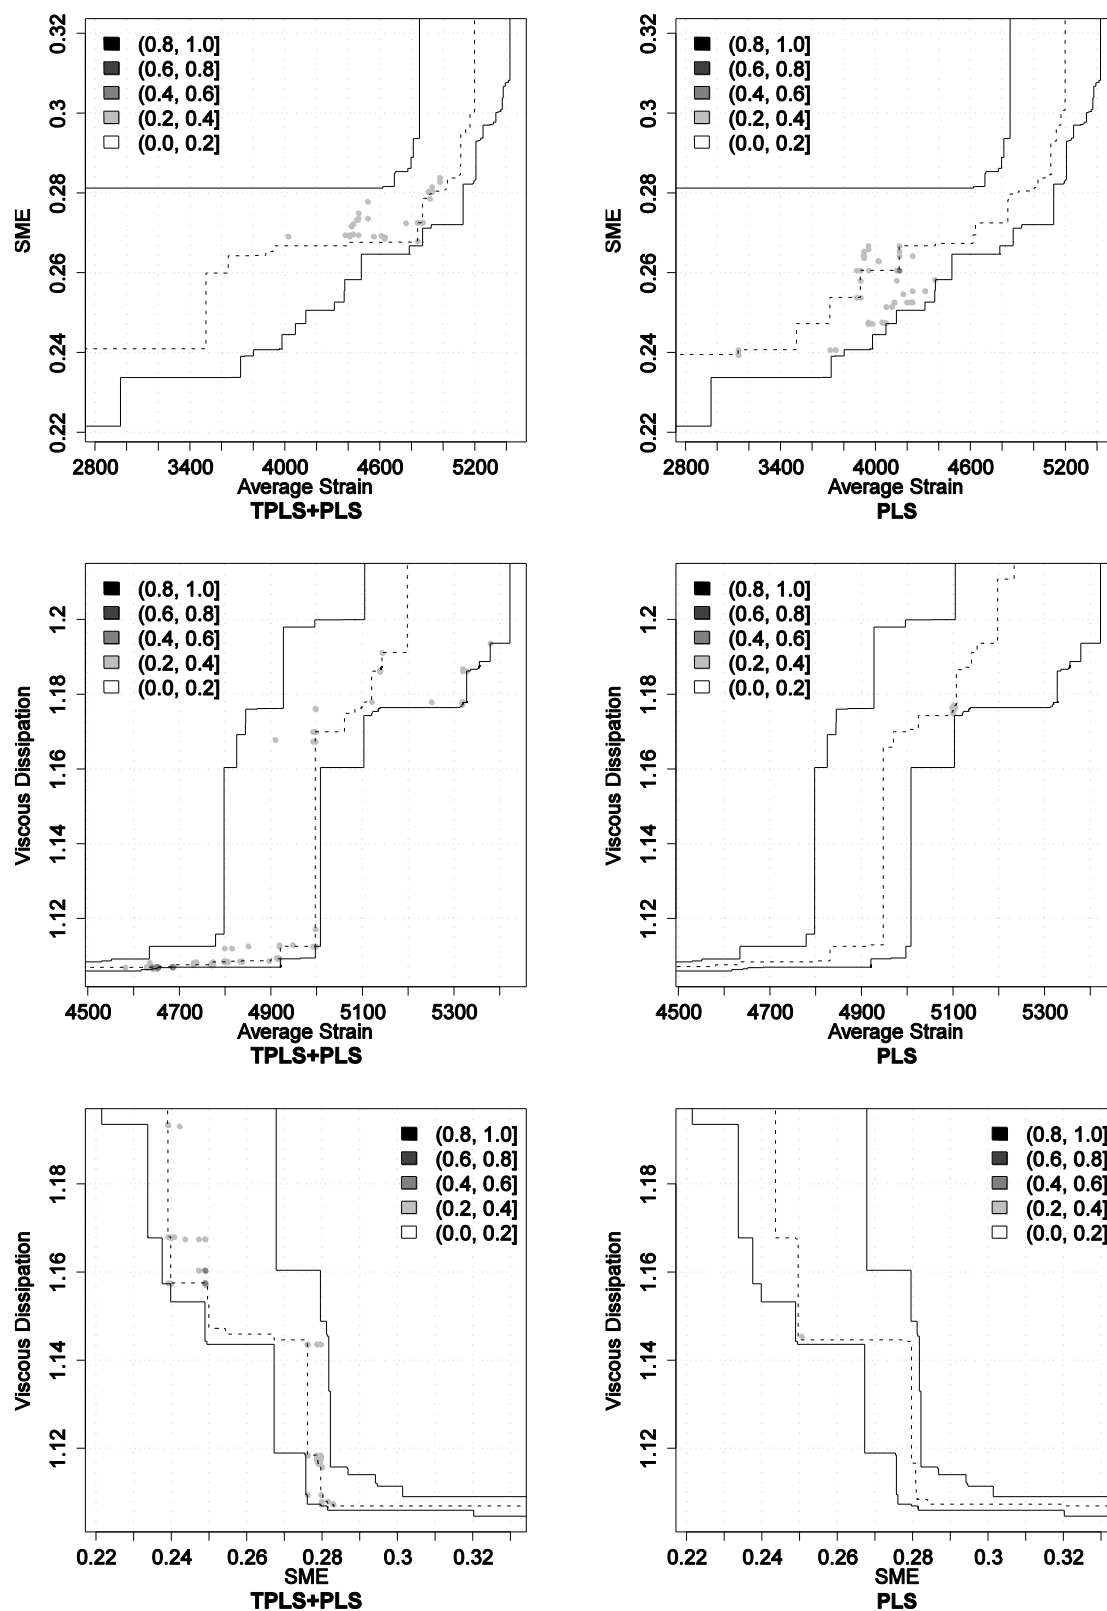 SME
0.32
0.3
0.28
0.26
0.24
0.22
(0.8, 1.0]
(0.6, 0.8]
(0.4, 0.6]
(0.2, 0.4]
(0.0, 0.2]
2800 3400 4000 4600 5200
Average Strain
TPLS+PLS
SME
0.32
0.3
0.28
0.26
0.24
0.22
(0.8, 1.0]
(0.6, 0.8]
(0.4, 0.6]
(0.2, 0.4]
(0.0, 0.2]
2800 3400 4000 4600 5200
Average Strain
PLS
Viscous Dissipation
1.2
1.18
1.16
1.14
1.12
(0.8, 1.0]
(0.6, 0.8]
(0.4, 0.6]
(0.2, 0.4]
(0.0, 0.2]
4500 4700 4900 5100 5300
Average Strain
TPLS+PLS
Viscous Dissipation
1.2
1.18
1.16
1.14
1.12
(0.8, 1.0]
(0.6, 0.8]
(0.4, 0.6]
(0.2, 0.4]
(0.0, 0.2]
4500 4700 4900 5100 5300
Average Strain
PLS
Viscous Dissipation
1.18
1.16
1.14
1.12
(0.8, 1.0]
(0.6, 0.8]
(0.4, 0.6]
(0.2, 0.4]
(0.0, 0.2]
0.22 0.24 0.26 0.28 0.3 0.32
SME
TPLS+PLS
Viscous Dissipation
1.18
1.16
1.14
1.12
(0.8, 1.0]
(0.6, 0.8]
(0.4, 0.6]
(0.2, 0.4]
(0.0, 0.2]
0.22 0.24 0.26 0.28 0.3 0.32
SME
PLS